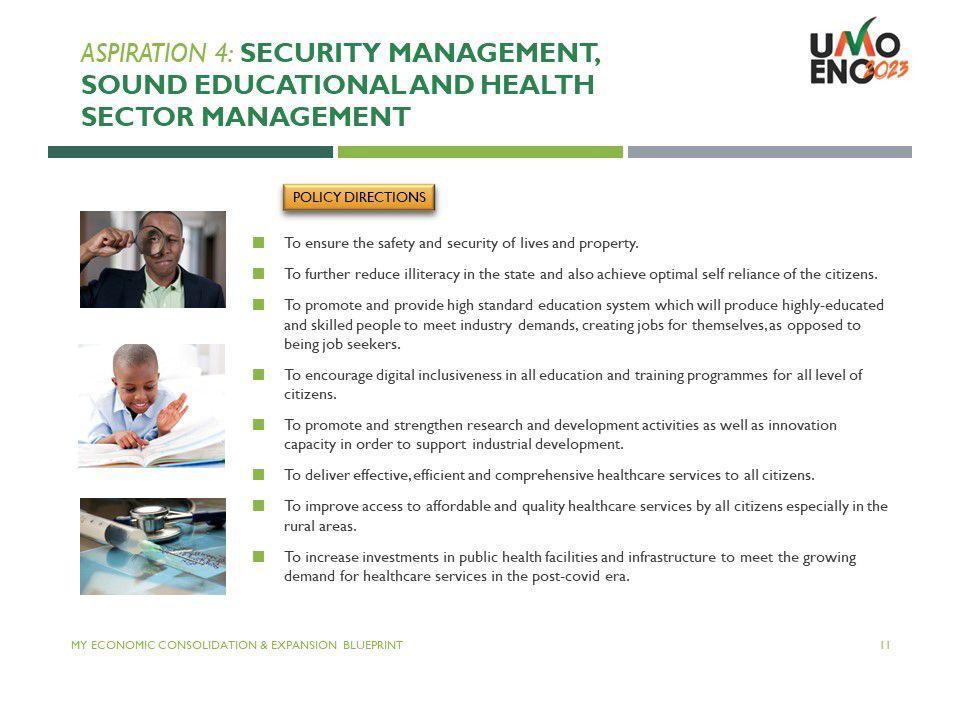 ASPIRATION 4: SECURITY MANAGEMENT,
SOUND EDUCATIONAL AND HEALTH
SECTOR MANAGEMENT
UMO
ENO 2023
POLICY DIRECTIONS
To ensure the safety and security of lives and property.
To further reduce illiteracy in the state and also achieve optimal self reliance of the citizens.
To promote and provide high standard education system which will produce highly-educated
and skilled people to meet industry demands, creating jobs for themselves, as opposed to
being job seekers.
To encourage digital inclusiveness in all education and training programmes for all level of
citizens.
To promote and strengthen research and development activities as well as innovation
capacity in order to support industrial development.
To deliver effective, efficient and comprehensive healthcare services to all citizens.
To improve access to affordable and quality healthcare services by all citizens especially in the
rural areas.
To increase investments in public health facilities and infrastructure to meet the growing
demand for healthcare services in the post-covid era.
MY ECONOMIC CONSOLIDATION & EXPANSION BLUEPRINT
11